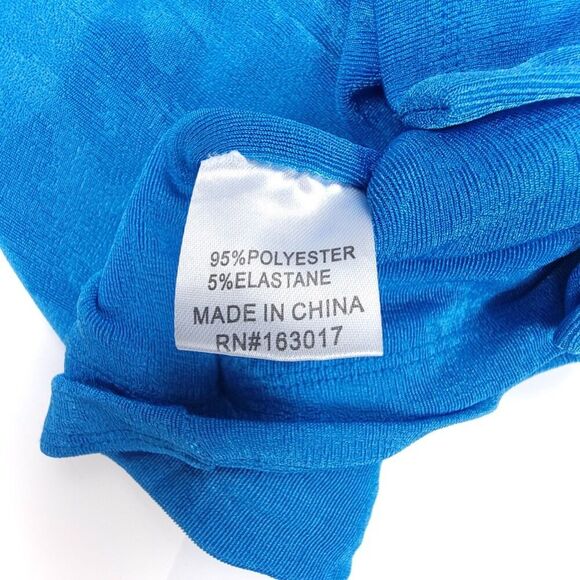 95%POLYESTER
5%ELASTANE
MADE IN CHINA
RN#163017